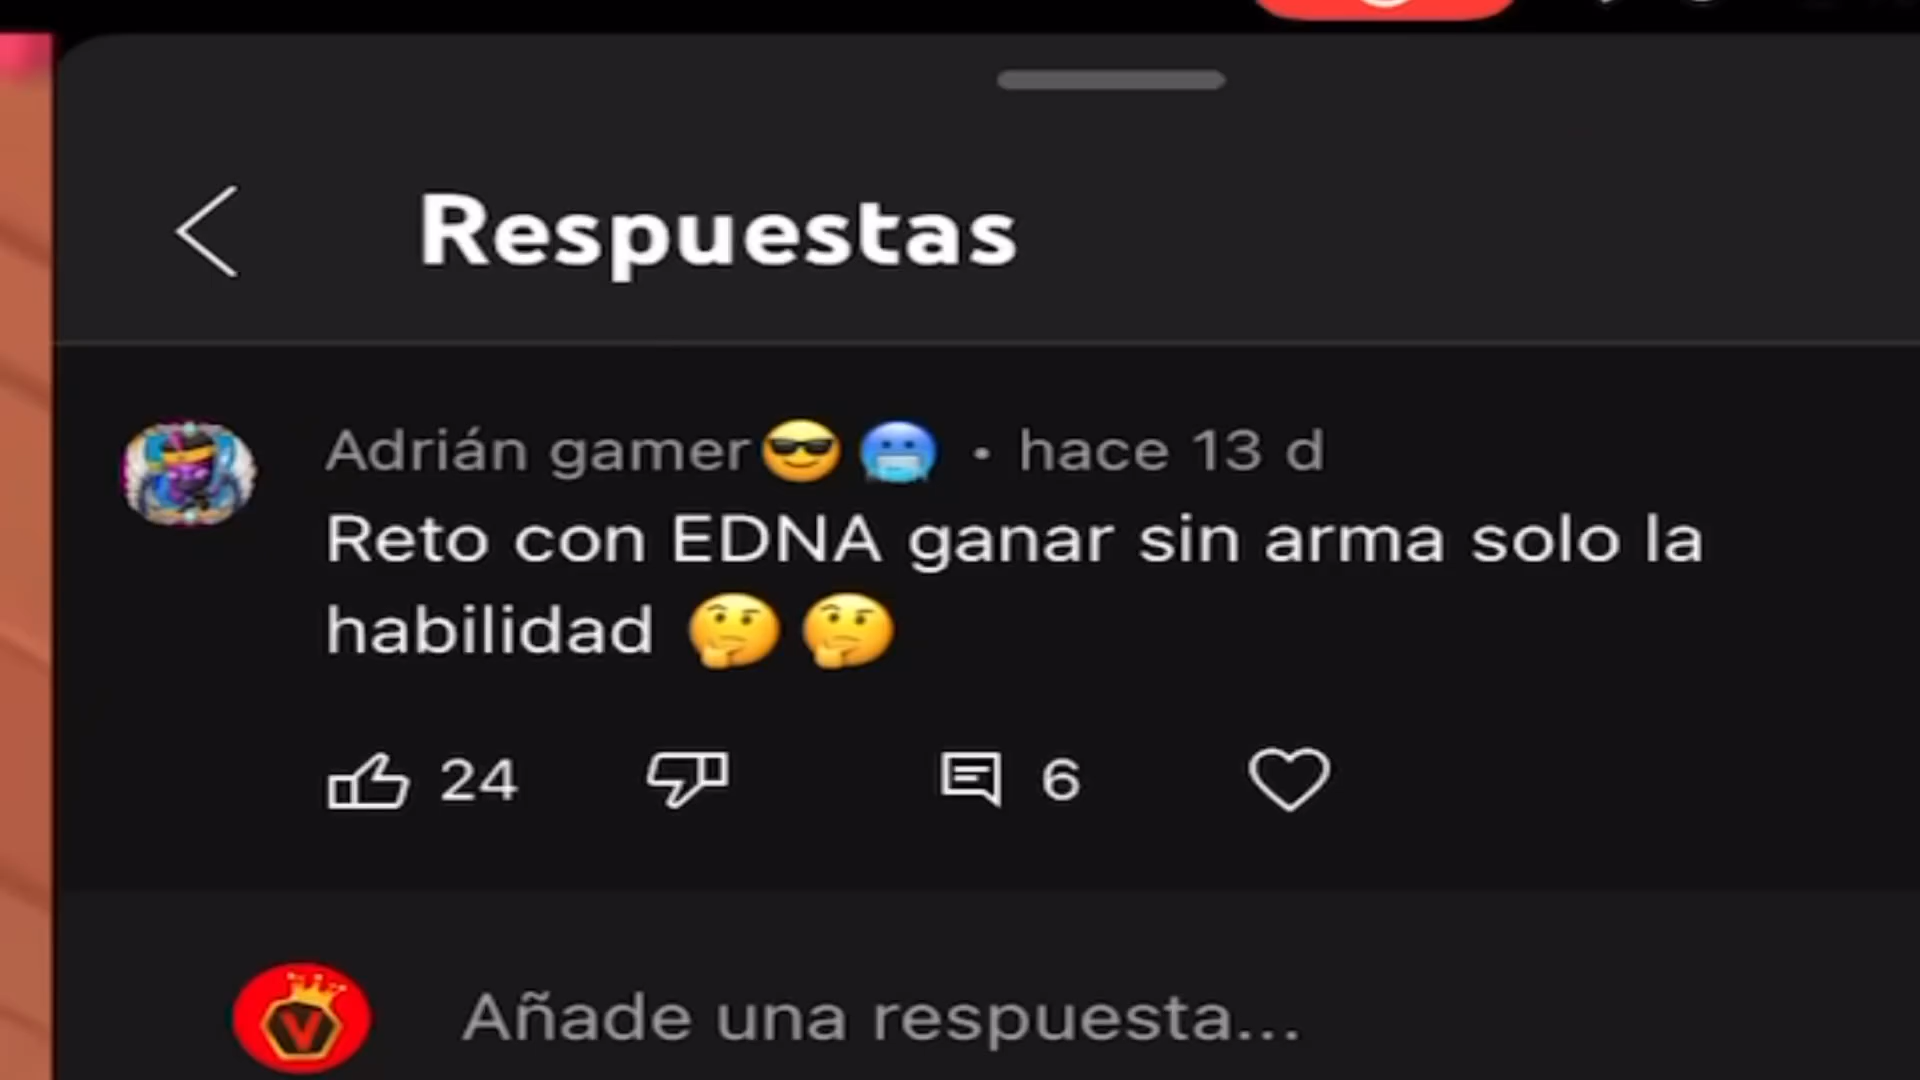 Respuestas
Adrián gamer😎🥶 · hace 13 d
Reto con EDNA ganar sin arma solo la
habilidad 🤔🤔
24 6
V
Añade una respuesta...